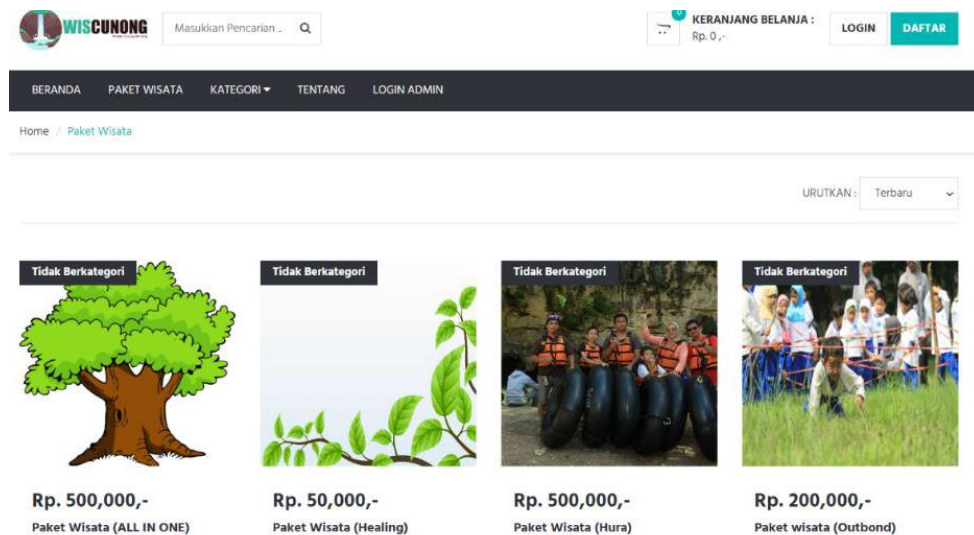 WISCUNONG
Masukkan Pencarian ..
0
KERANJANG BELANJA :
Rp. 0 ,-
LOGIN
DAFTAR
BERANDA PAKET WISATA KATEGORI TENTANG LOGIN ADMIN
Home / Paket Wisata
URUTKAN : Terbaru
Tidak Berkategori
Tidak Berkategori
Tidak Berkategori
Tidak Berkategori
Rp. 500,000,-
Paket Wisata (ALL IN ONE)
Rp. 50,000,-
Paket Wisata (Healing)
Rp. 500,000,-
Paket Wisata (Hura)
Rp. 200,000,-
Paket wisata (Outbond)